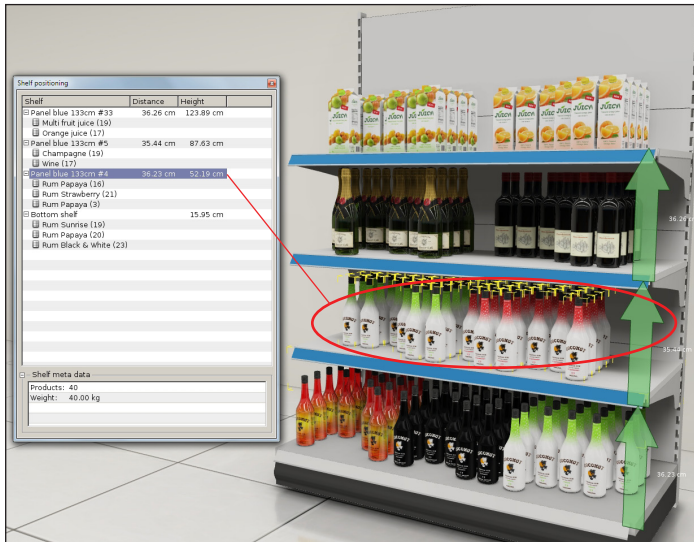 Shelf positioning
Shelf Distance Height
Panel blue 133cm #33 36.26 cm 123.89 cm
Multi fruit juice (19)
Orange juice (17)
Panel blue 133cm #5 35.44 cm 87.63 cm
Champagne (19)
Wine (17)
Panel blue 133cm #4 36.23 cm 52.19 cm
Rum Papaya (16)
Rum Strawberry (21)
Rum Papaya (3)
Bottom shelf 15.95 cm
Rum Sunrise (19)
Rum Papaya (20)
Rum Black & White (23)
Shelf meta data
Products: 40
Weight: 40.00 kg
36.26 cm
35.44 cm
36.23 cm